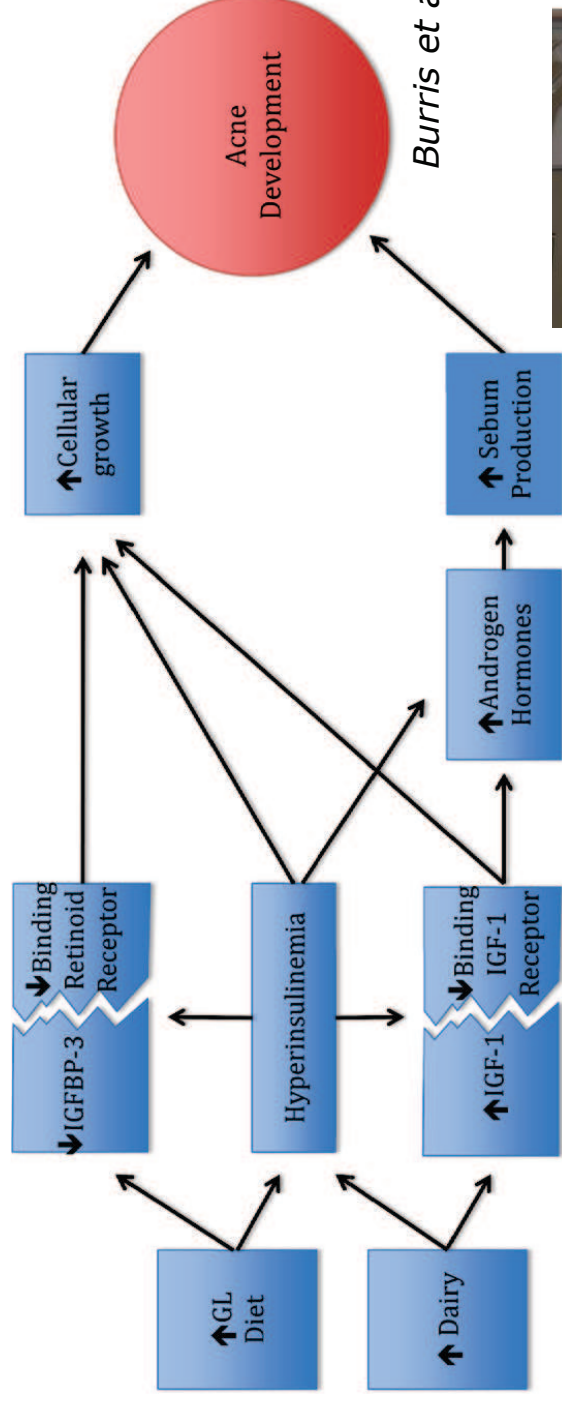 ↑GL
Diet
↑ Dairy
↓IGFBP-3
↓Binding
Retinoid
Receptor
Hyperinsulinemia
↑IGF-1
↓Binding
IGF-1
Receptor
↑Cellular
growth
↑Androgen
Hormones
↑ Sebum
Production
Acne
Development
Burris et a